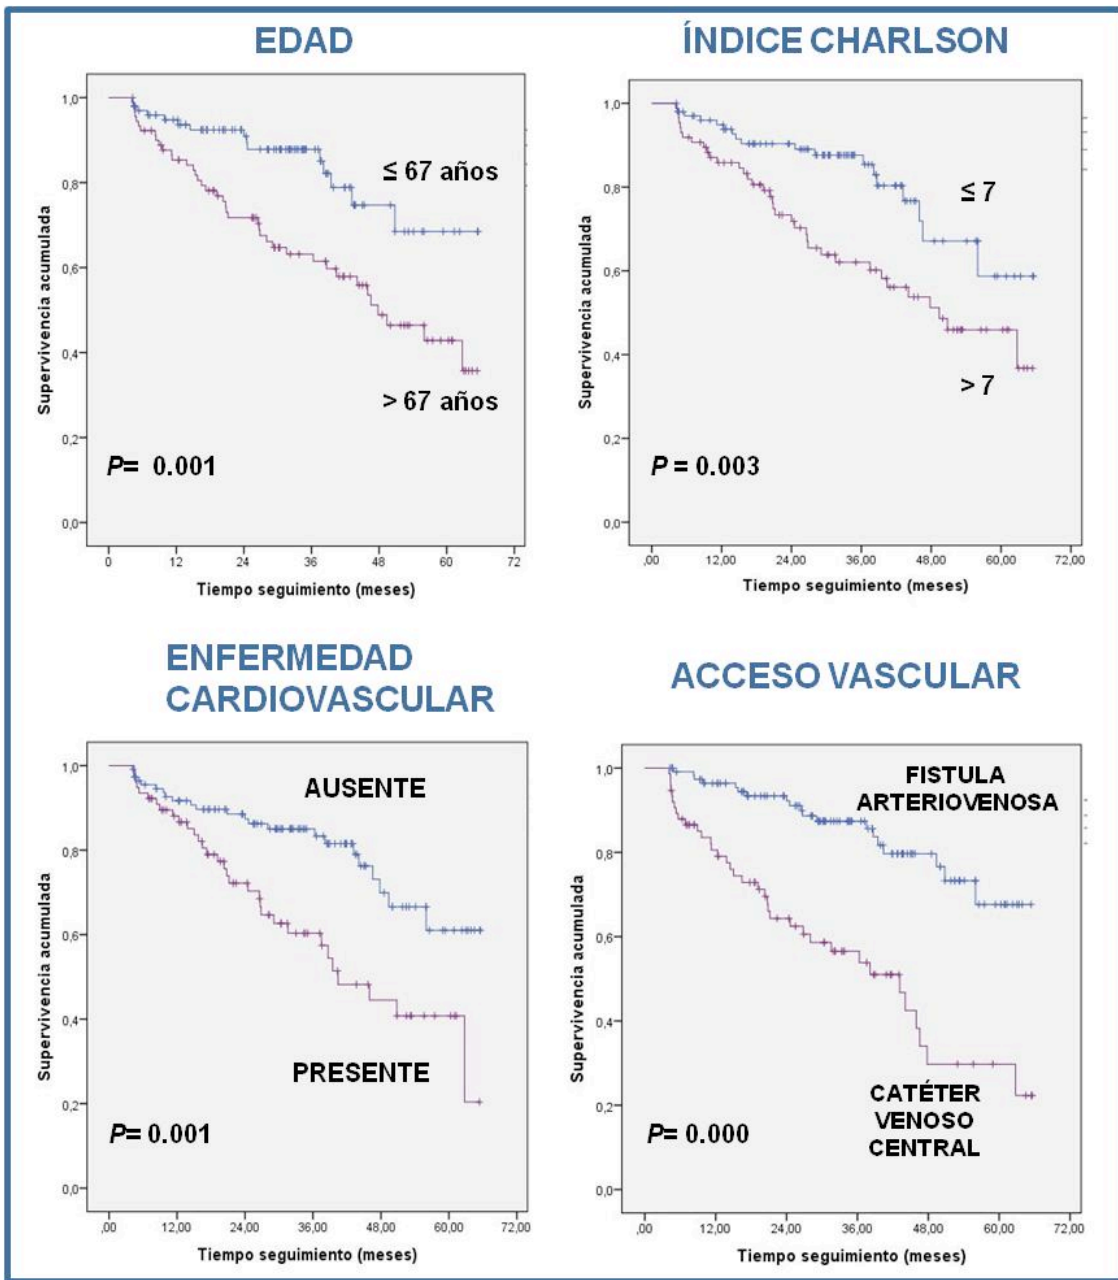 EDAD
Supervivencia acumulada
1,0
0,8
0,6
0,4
0,2
0,0
≤ 67 años
> 67 años
P= 0.001
0 12 24 36 48 60 72
Tiempo seguimiento (meses)
ÍNDICE CHARLSON
Supervivencia acumulada
1,0
0,8
0,6
0,4
0,2
0,0
≤ 7
> 7
P = 0.003
,00 12,00 24,00 36,00 48,00 60,00 72,00
Tiempo seguimiento (meses)
ENFERMEDAD
CARDIOVASCULAR
Supervivencia acumulada
1,0
0,8
0,6
0,4
0,2
0,0
AUSENTE
PRESENTE
P= 0.001
,00 12,00 24,00 36,00 48,00 60,00 72,00
Tiempo seguimiento (meses)
ACCESO VASCULAR
Supervivencia acumulada
1,0
0,8
0,6
0,4
0,2
0,0
FISTULA
ARTERIOVENOSA
CATÉTER
VENOSO
CENTRAL
P= 0.000
,00 12,00 24,00 36,00 48,00 60,00 72,00
Tiempo seguimiento (meses)